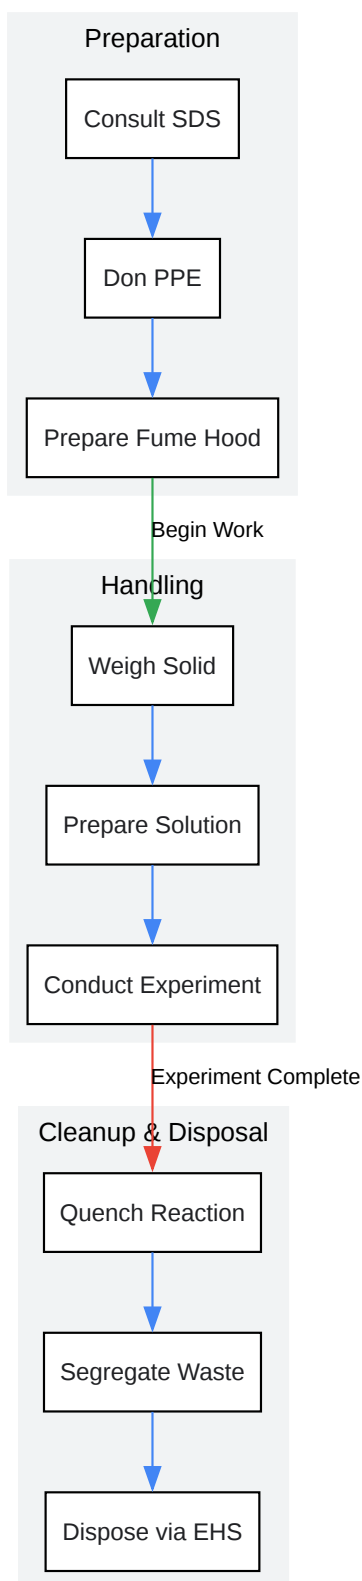 Preparation
Consult SDS
Don PPE
Prepare Fume Hood
Begin Work
Handling
Weigh Solid
Prepare Solution
Conduct Experiment
Experiment Complete
Cleanup & Disposal
Quench Reaction
Segregate Waste
Dispose via EHS